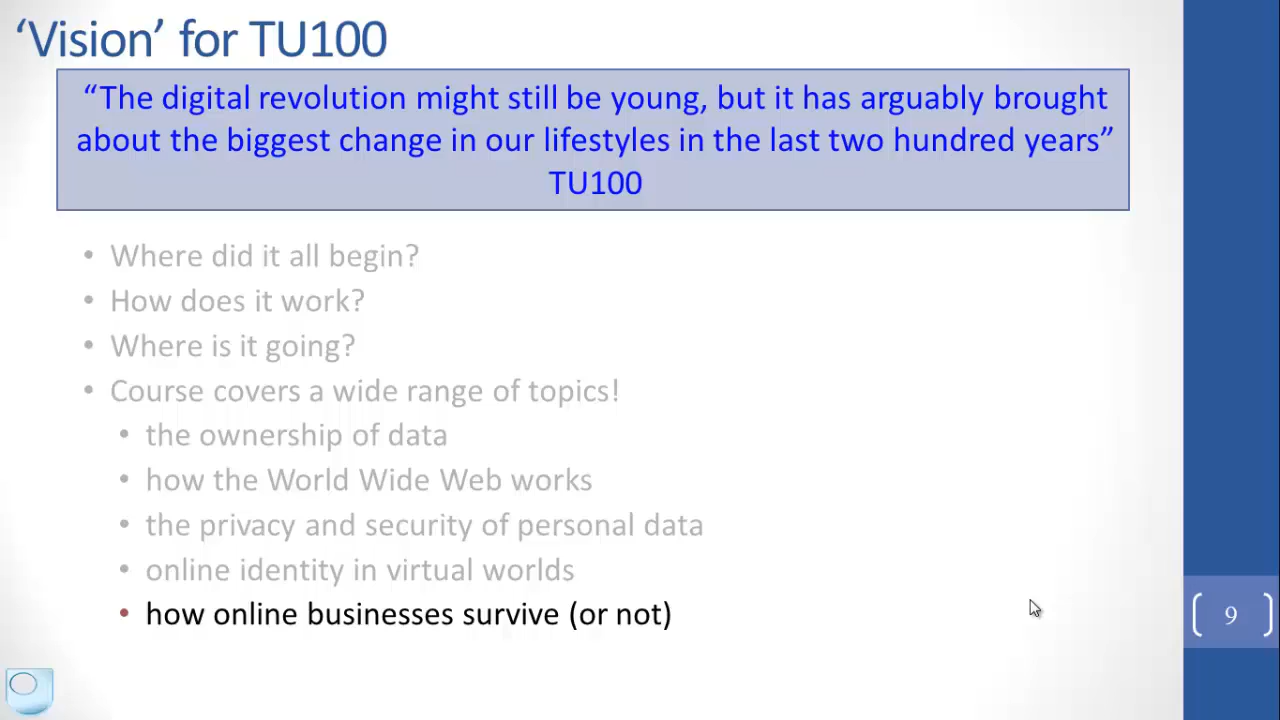 ‘Vision’ for TU100
“The digital revolution might still be young, but it has arguably brought
about the biggest change in our lifestyles in the last two hundred years”
TU100
• Where did it all begin?
• How does it work?
• Where is it going?
• Course covers a wide range of topics!
• the ownership of data
• how the World Wide Web works
• the privacy and security of personal data
• online identity in virtual worlds
• how online businesses survive (or not)
9